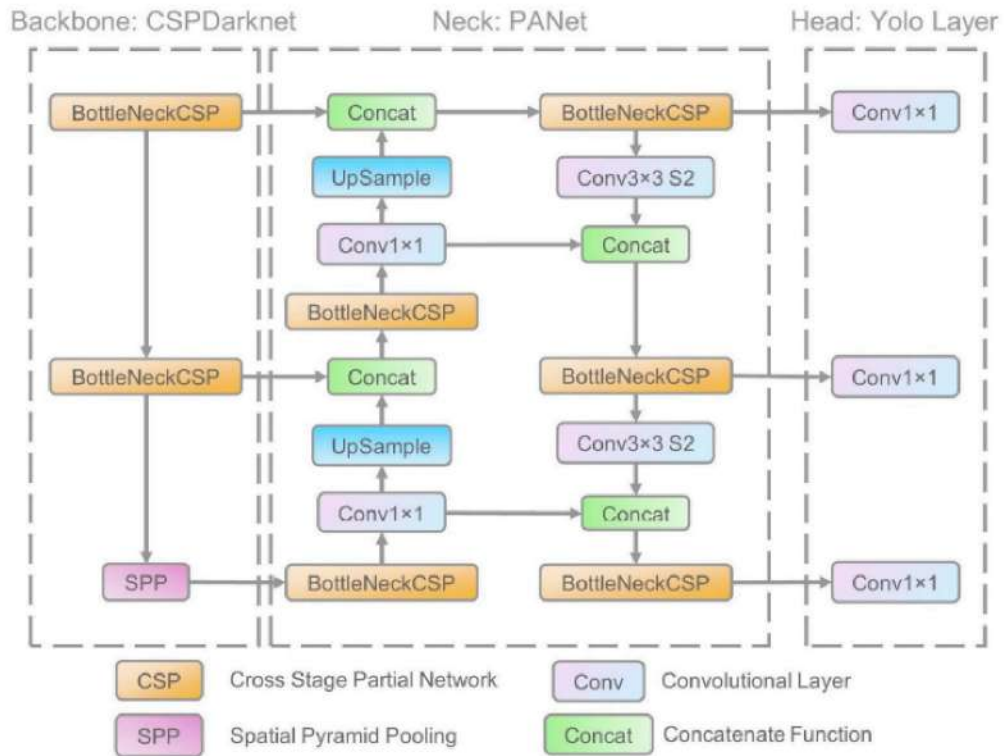 Backbone: CSPDarknet
Neck: PANet
Head: Yolo Layer
BottleNeckCSP
Concat
BottleNeckCSP
Conv1×1
UpSample
Conv3×3 S2
Conv1×1
Concat
BottleNeckCSP
BottleNeckCSP
Concat
BottleNeckCSP
Conv1×1
UpSample
Conv3×3 S2
Conv1×1
Concat
SPP
BottleNeckCSP
BottleNeckCSP
Conv1×1
CSP
Cross Stage Partial Network
Conv
Convolutional Layer
SPP
Spatial Pyramid Pooling
Concat
Concatenate Function